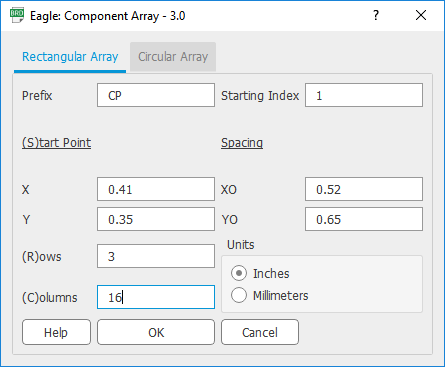 BRD Eagle: Component Array - 3.0 ?
Rectangular Array Circular Array
Prefix CP Starting Index 1
(S)tart Point Spacing
X 0.41 XO 0.52
Y 0.35 YO 0.65
(R)ows 3 Units
Inches
(C)olumns 16 Millimeters
Help OK Cancel